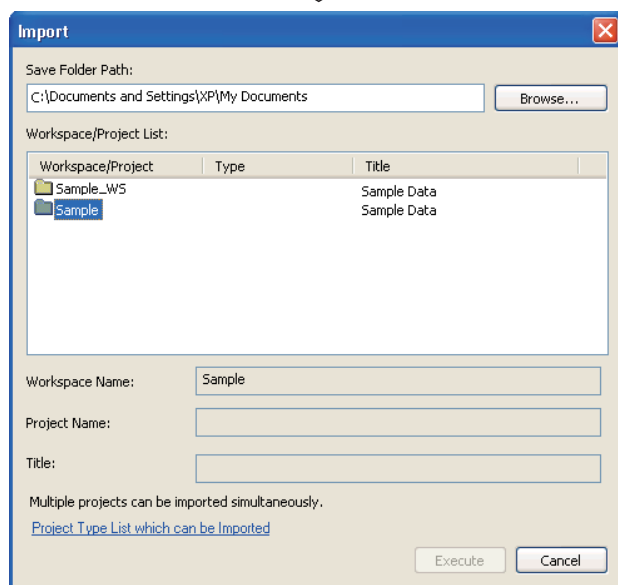 Import
Save Folder Path:
C:\Documents and Settings\XP\My Documents
Browse...
Workspace/Project List:
Workspace/Project Type Title
Sample_WS Sample Data
Sample Sample Data
Workspace Name: Sample
Project Name:
Title:
Multiple projects can be imported simultaneously.
Project Type List which can be Imported
Execute Cancel